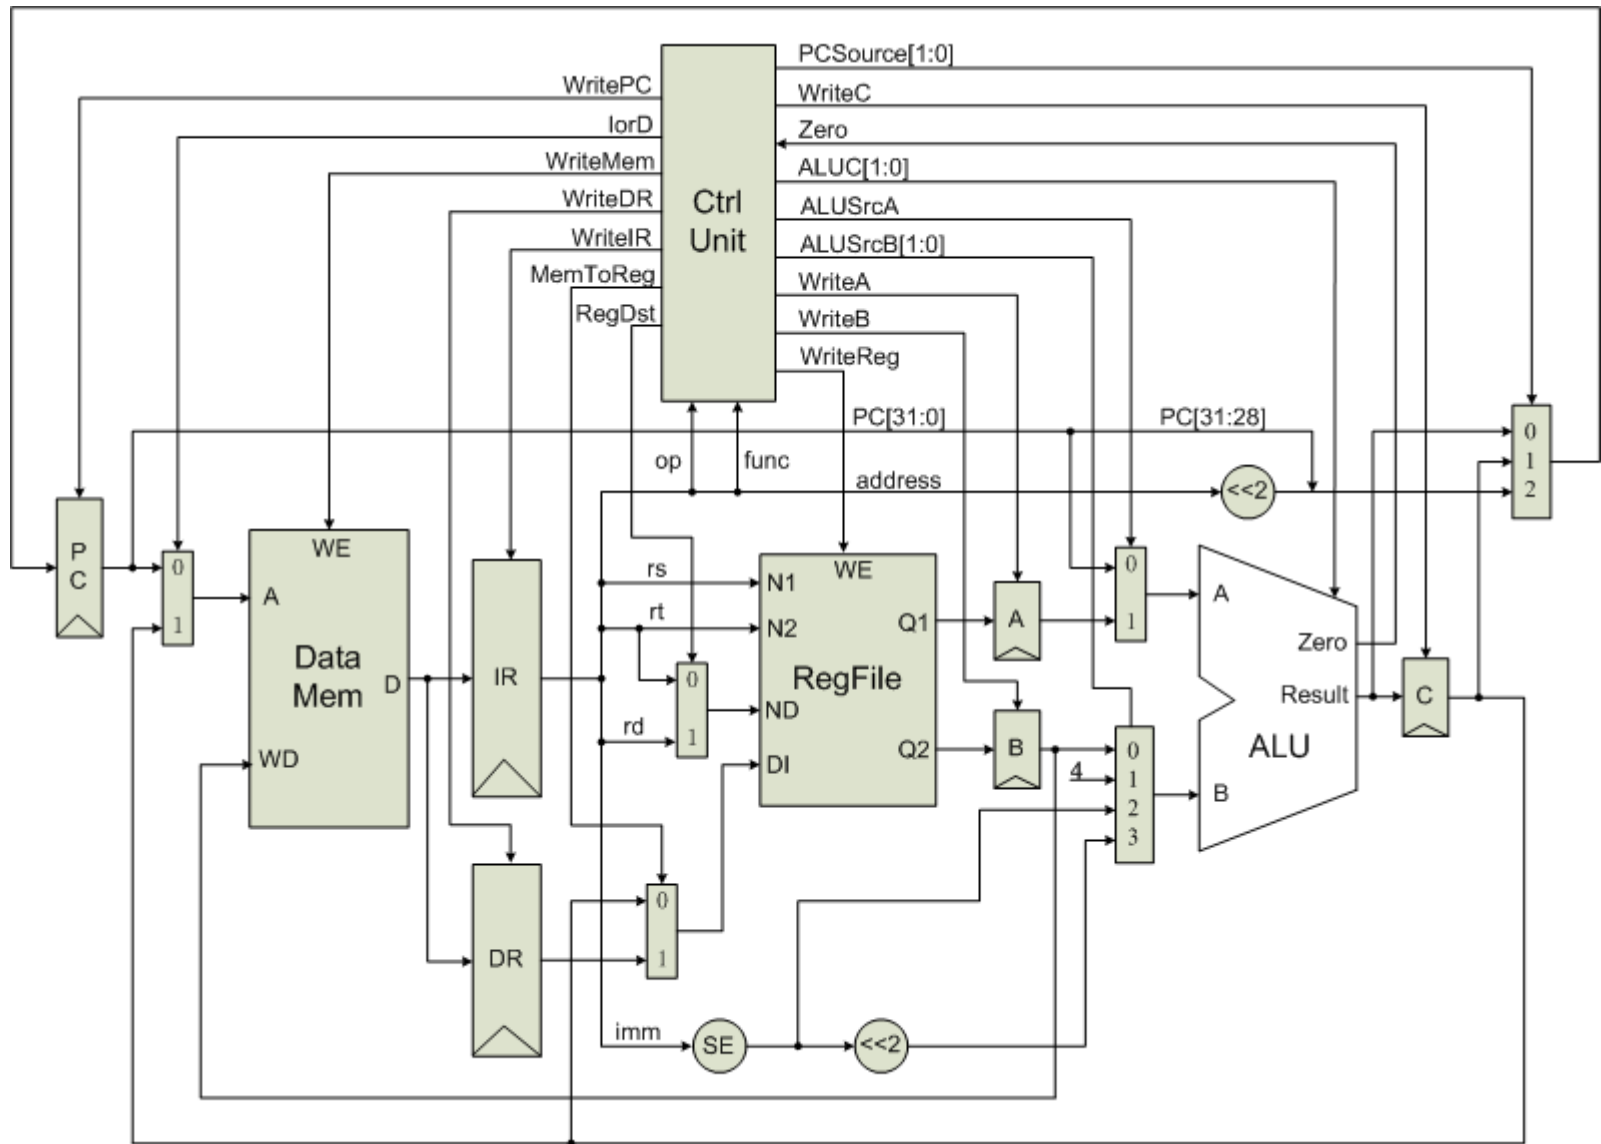 PCSource[1:0]
WritePC
WriteC
IorD
Zero
WriteMem
ALUC[1:0]
WriteDR
Ctrl
Unit
ALUSrcA
WriteIR
ALUSrcB[1:0]
MemToReg
WriteA
RegDst
WriteB
WriteReg
PC[31:0]
PC[31:28]
op
func
address
<<2
0
1
2
P
C
0
1
WE
A
Data
Mem
D
WD
IR
rs
rt
rd
0
1
WE
N1
N2
ND
DI
Q1
Q2
RegFile
A
B
0
1
4
0
1
2
3
A
B
Zero
Result
ALU
C
DR
0
1
imm
SE
<<2